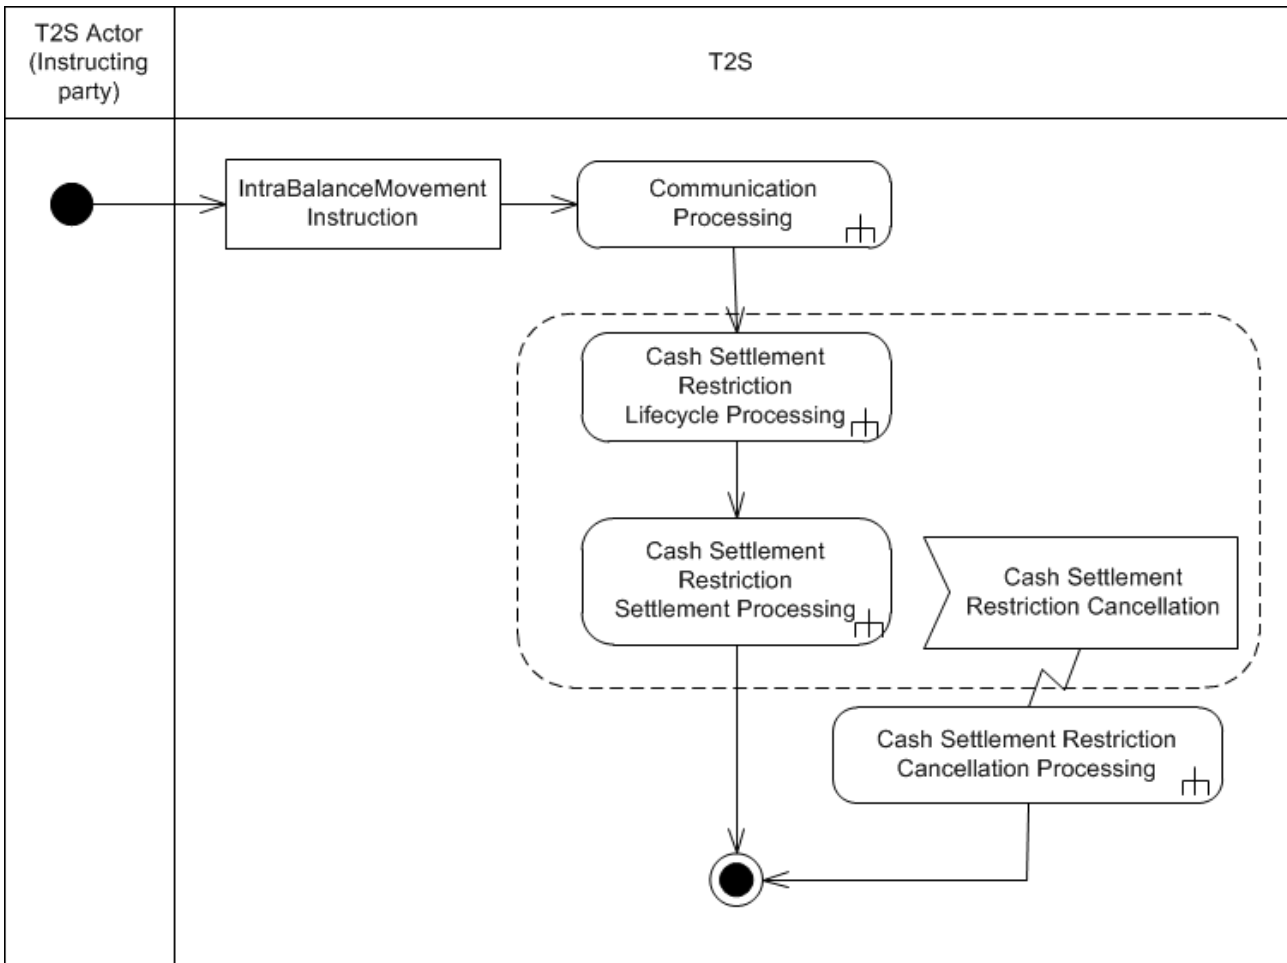 T2S Actor
(Instructing
party)
T2S
IntraBalanceMovement
Instruction
Communication
Processing
Cash Settlement
Restriction
Lifecycle Processing
Cash Settlement
Restriction
Settlement Processing
Cash Settlement
Restriction Cancellation
Cash Settlement Restriction
Cancellation Processing